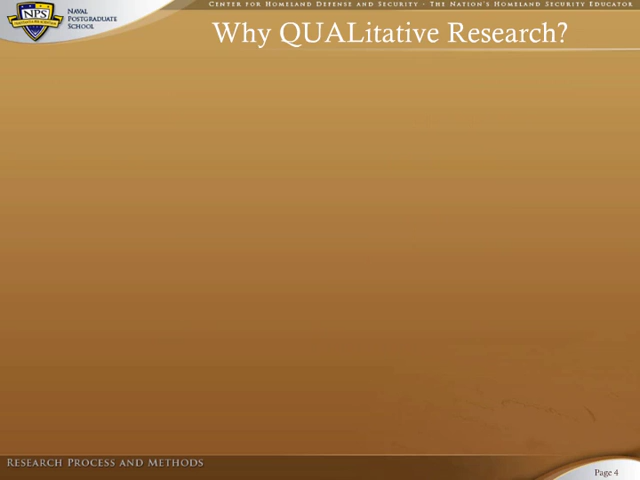 Center for Homeland Defense and Security - The Nation's Homeland Security Educator
NPS
Naval
Postgraduate
School
Why QUALitative Research?
Research Process and Methods
Page 4